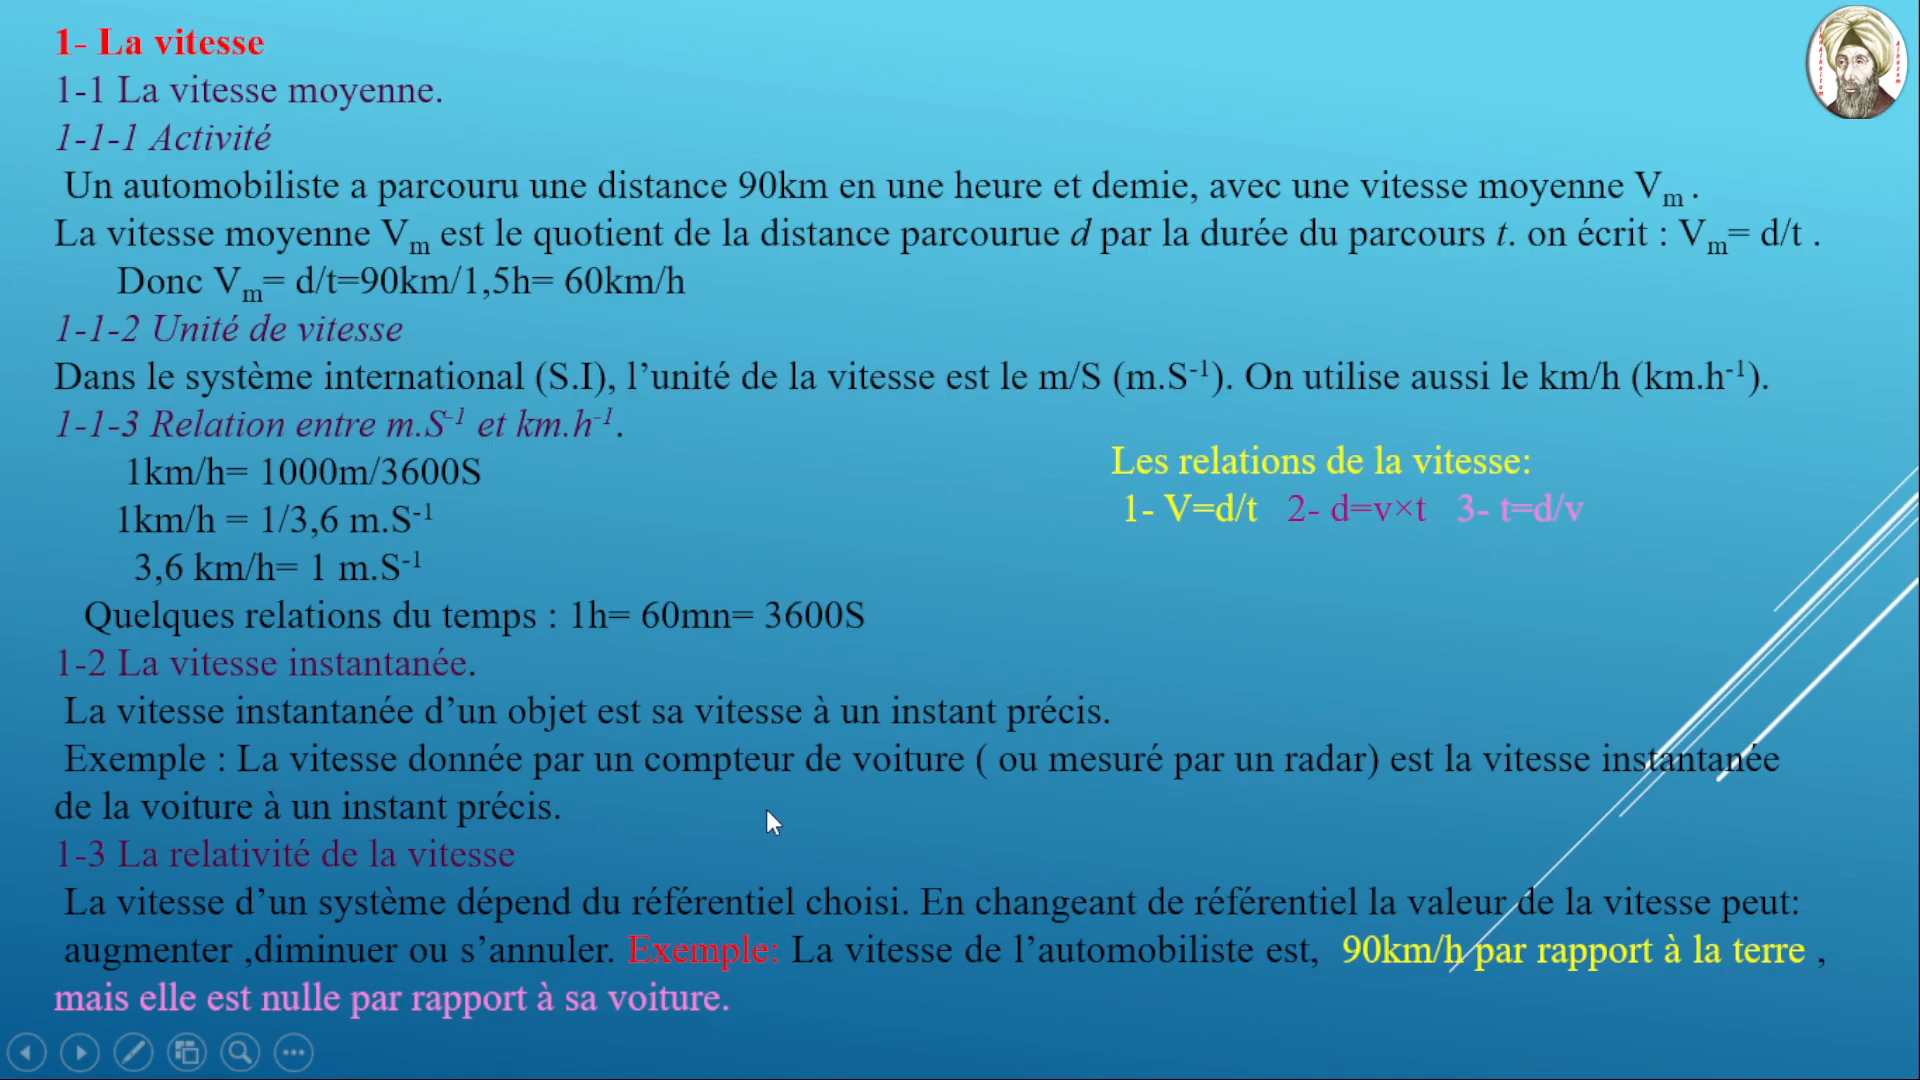 1- La vitesse
1-1 La vitesse moyenne.
1-1-1 Activité
Un automobiliste a parcouru une distance 90km en une heure et demie, avec une vitesse moyenne Vₘ .
La vitesse moyenne Vₘ est le quotient de la distance parcourue d par la durée du parcours t. on écrit : Vₘ= d/t .
Donc Vₘ= d/t=90km/1,5h= 60km/h
1-1-2 Unité de vitesse
Dans le système international (S.I), l’unité de la vitesse est le m/S (m.S⁻¹). On utilise aussi le km/h (km.h⁻¹).
1-1-3 Relation entre m.S⁻¹ et km.h⁻¹.
1km/h= 1000m/3600S
1km/h = 1/3,6 m.S⁻¹
3,6 km/h= 1 m.S⁻¹
Quelques relations du temps : 1h= 60mn= 3600S
Les relations de la vitesse:
1- V=d/t 2- d=v×t 3- t=d/v
1-2 La vitesse instantanée.
La vitesse instantanée d’un objet est sa vitesse à un instant précis.
Exemple : La vitesse donnée par un compteur de voiture ( ou mesuré par un radar) est la vitesse instantanée
de la voiture à un instant précis.
1-3 La relativité de la vitesse
La vitesse d’un système dépend du référentiel choisi. En changeant de référentiel la valeur de la vitesse peut:
augmenter ,diminuer ou s’annuler. Exemple: La vitesse de l’automobiliste est, 90km/h par rapport à la terre ,
mais elle est nulle par rapport à sa voiture.